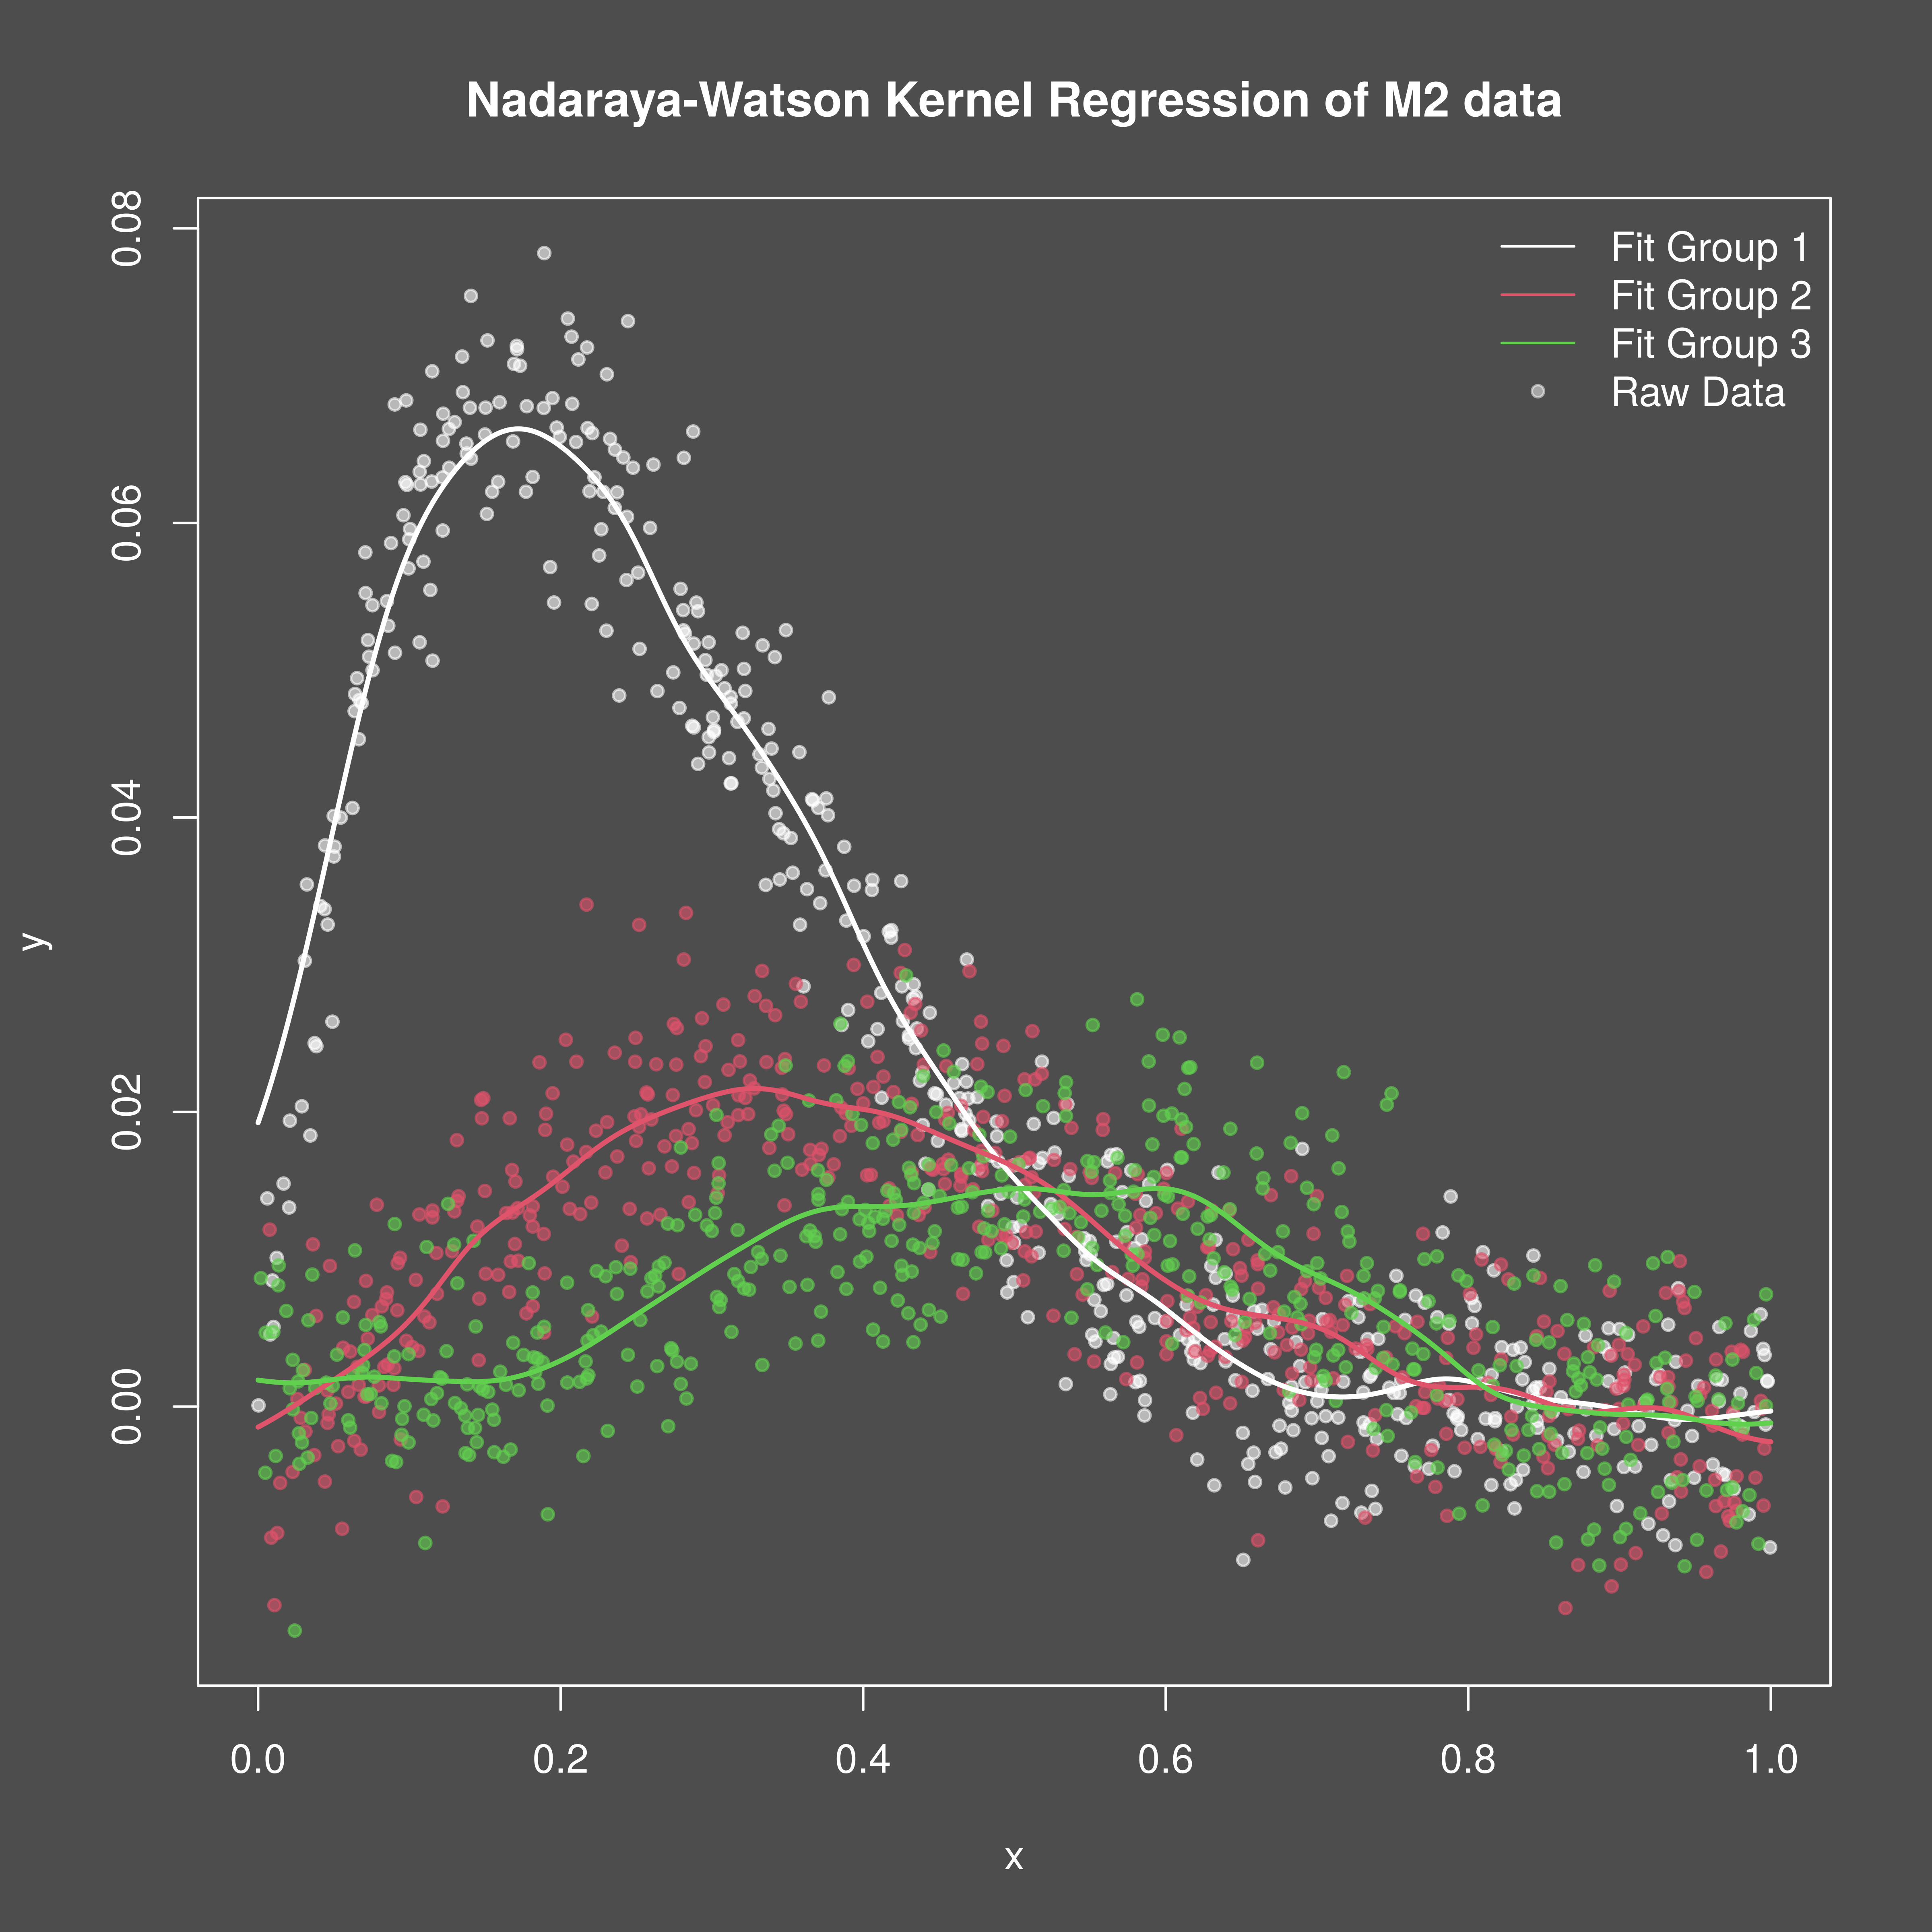 Nadaraya-Watson Kernel Regression of M2 data
Fit Group 1
Fit Group 2
Fit Group 3
Raw Data
0.08
0.06
0.04
0.02
0.00
y
0.0 0.2 0.4 0.6 0.8 1.0
x